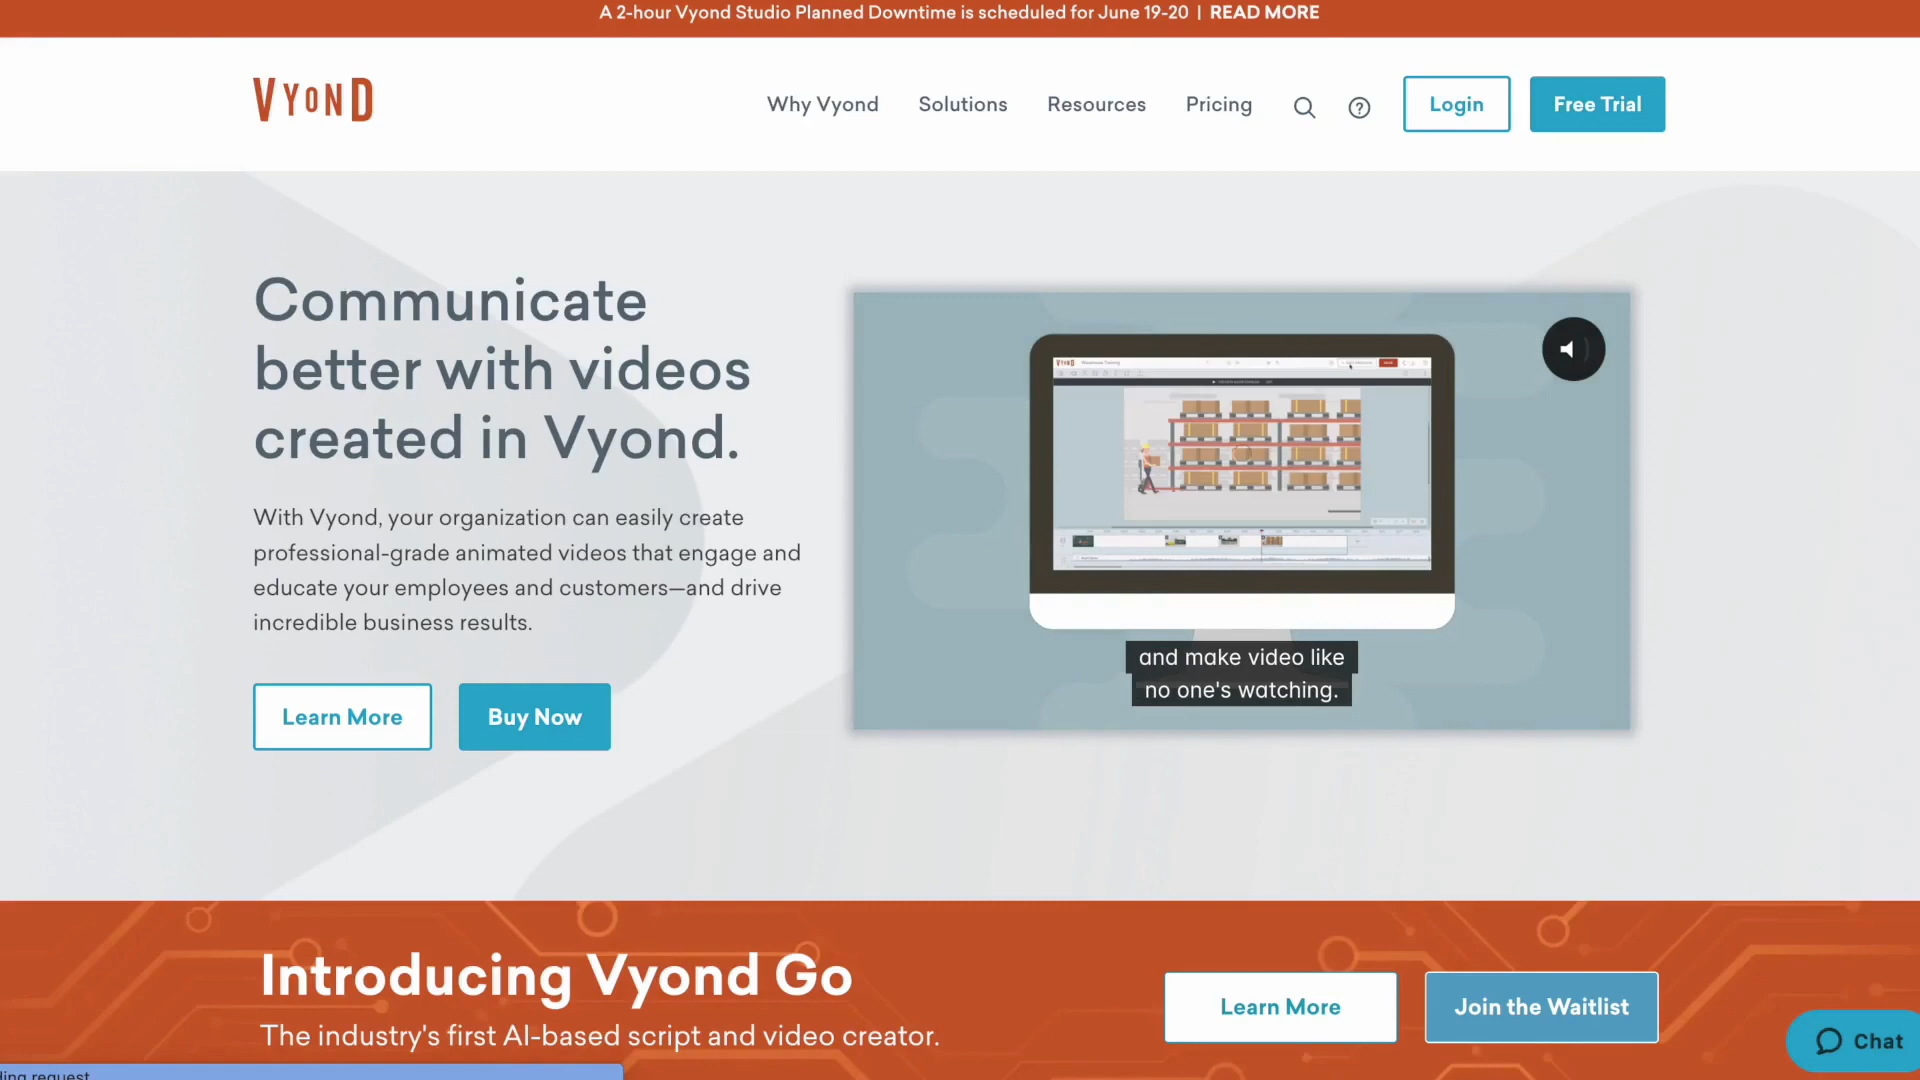 A 2-hour Vyond Studio Planned Downtime is scheduled for June 19-20 | READ MORE
VYOND
Why Vyond
Solutions
Resources
Pricing
Login
Free Trial
Communicate
better with videos
created in Vyond.
With Vyond, your organization can easily create
professional-grade animated videos that engage and
educate your employees and customers—and drive
incredible business results.
Learn More
Buy Now
VYOND
and make video like
no one's watching.
Introducing Vyond Go
The industry's first AI-based script and video creator.
Learn More
Join the Waitlist
Chat
ding request